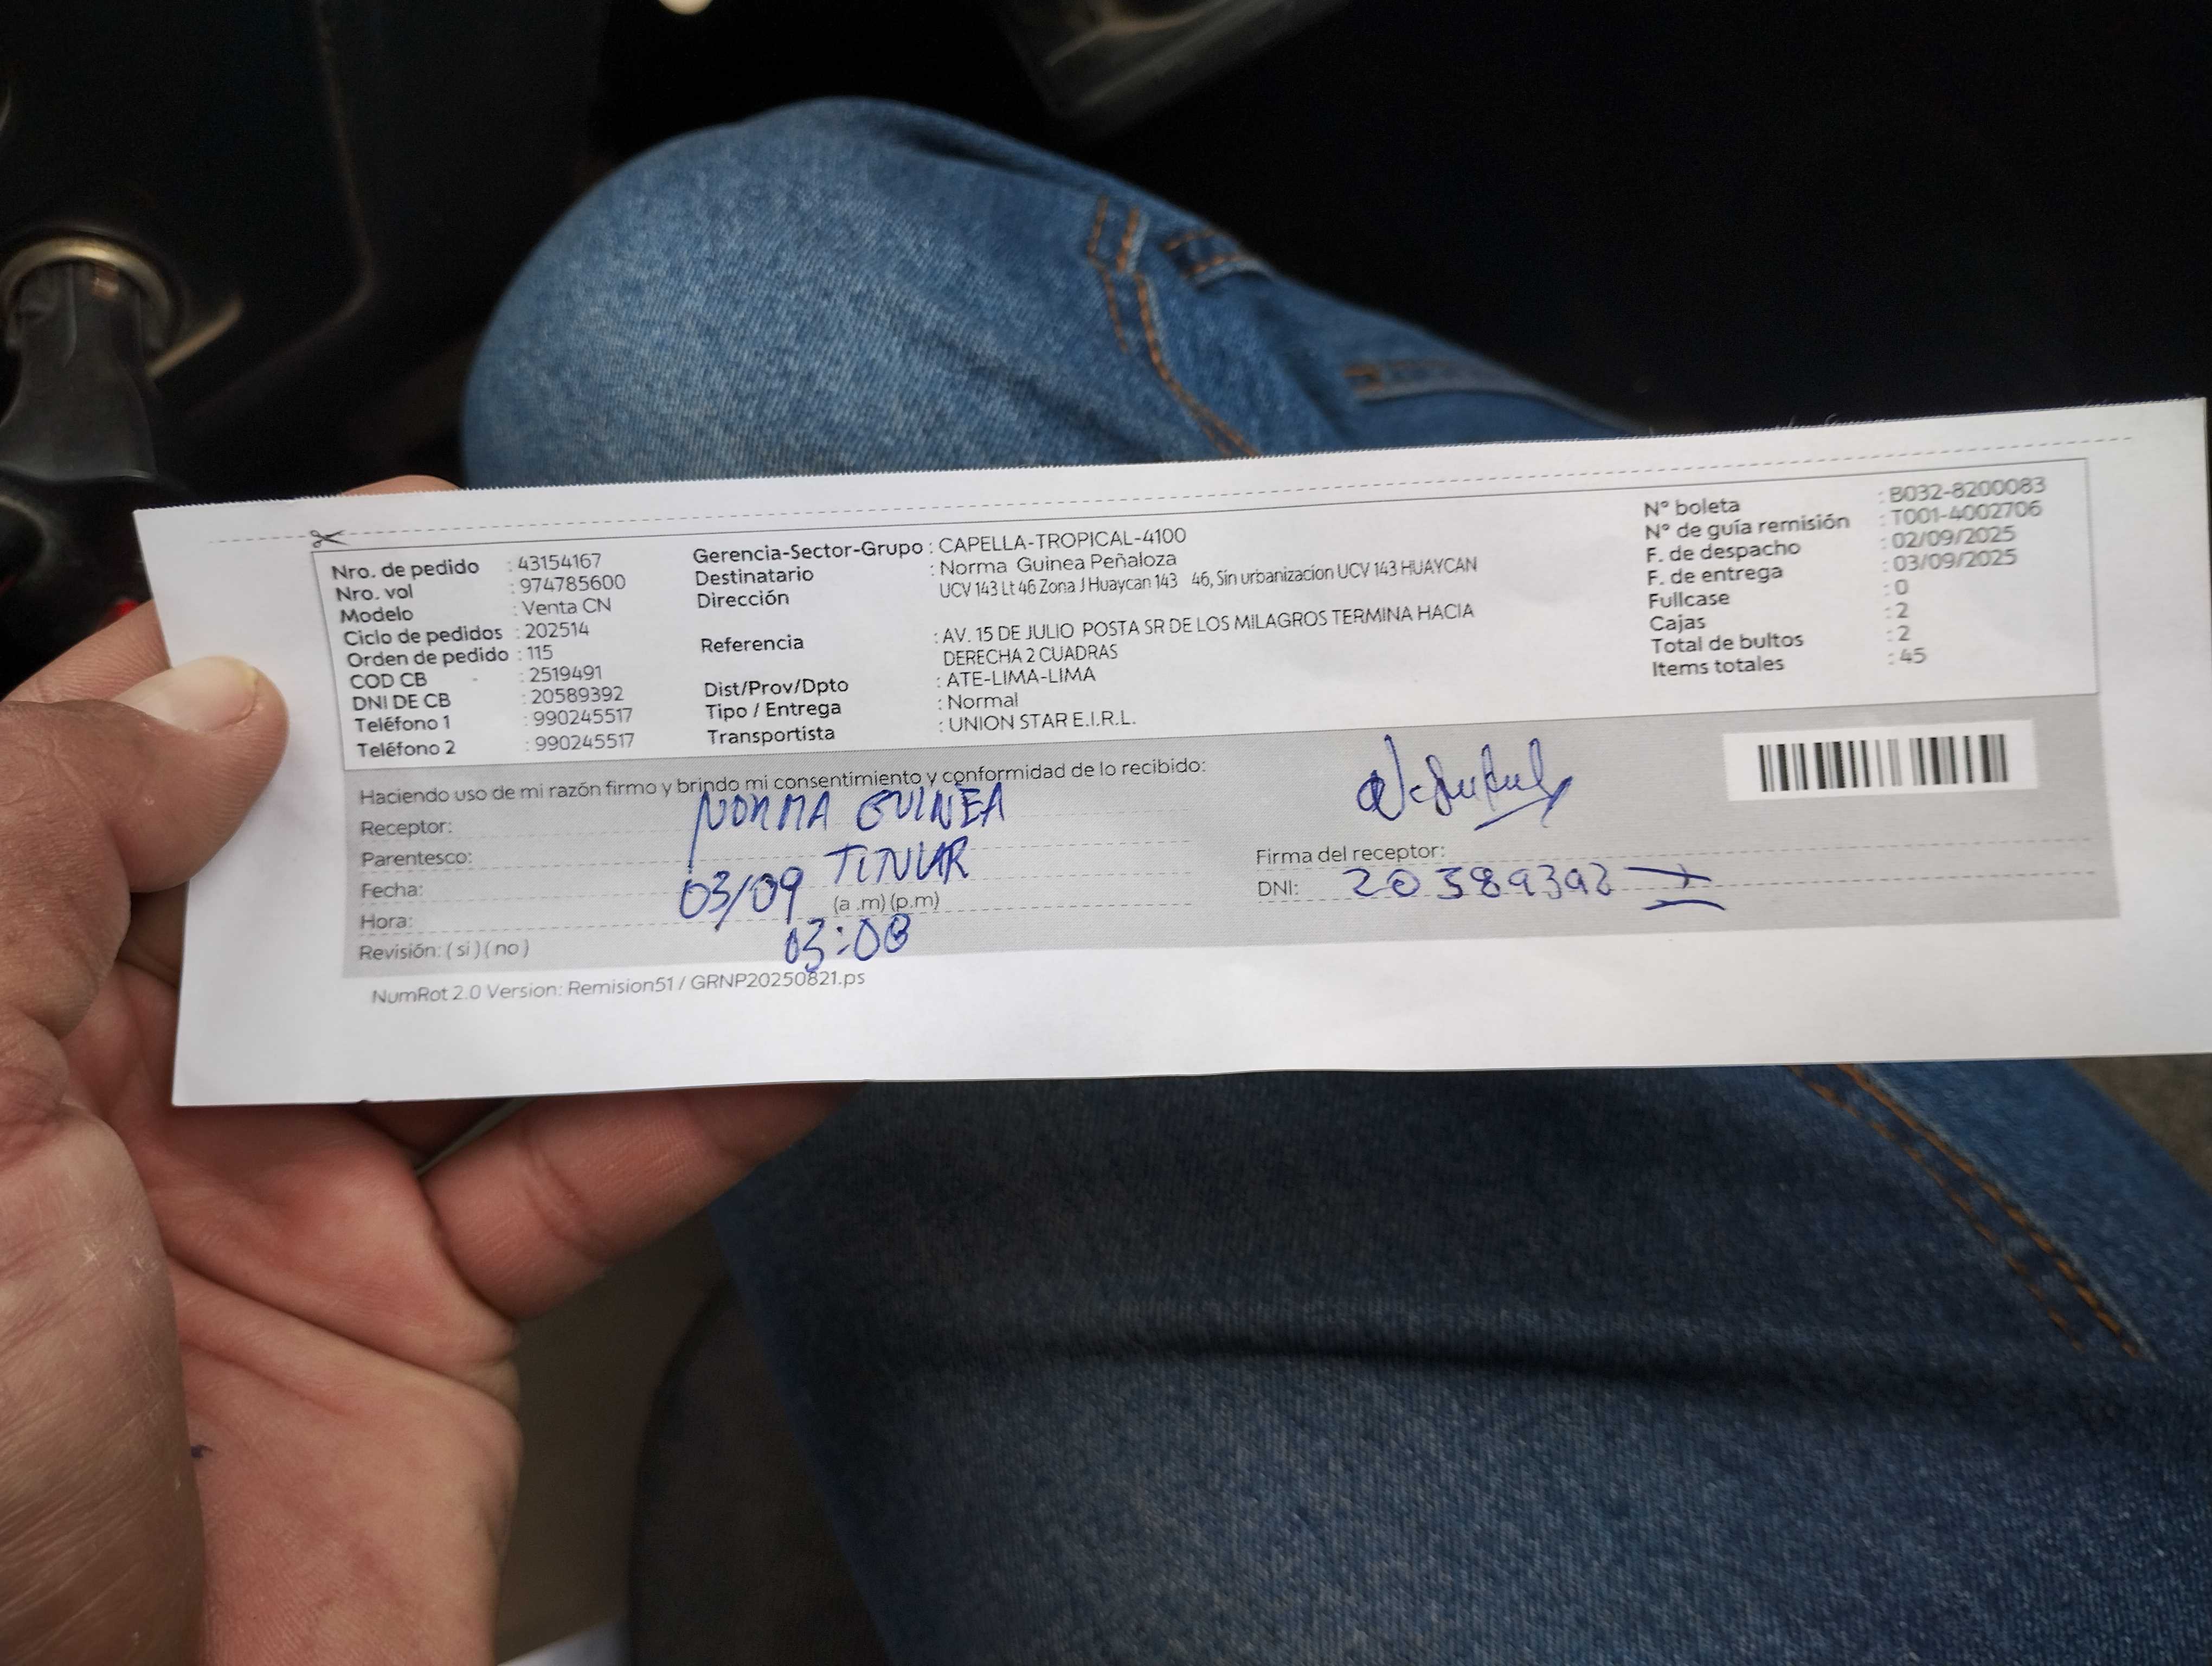 Nro. de pedido : 43154167
Nro. vol : 974785600
Modelo : Venta CN
Ciclo de pedidos : 202514
Orden de pedido : 115
COD CB : 2519491
DNI DE CB : 20589392
Teléfono 1 : 990245517
Teléfono 2 : 990245517
Gerencia-Sector-Grupo : CAPELLA-TROPICAL-4100
Destinatario : Norma Guinea Peñaloza
Dirección UCV 143 Lt 46 Zona J Huaycan 143 46, Sin urbanizacion UCV 143 HUAYCAN
Referencia : AV. 15 DE JULIO POSTA SR DE LOS MILAGROS TERMINA HACIA
DERECHA 2 CUADRAS
Dist/Prov/Dpto : ATE-LIMA-LIMA
Tipo / Entrega : Normal
Transportista : UNION STAR E.I.R.L.
N° boleta : B032-8200083
N° de guía remisión : T001-4002706
F. de despacho : 02/09/2025
F. de entrega : 03/09/2025
Fullcase : 0
Cajas : 2
Total de bultos : 2
Items totales : 45
Haciendo uso de mi razón firmo y brindo mi consentimiento y conformidad de lo recibido:
Receptor: NORMA GUINEA
Parentesco: TITULAR
Fecha: 03/09
Hora: (a .m) (p.m)
03:08
Revisión: ( si ) ( no )
Firma del receptor:
DNI: 20589392
NumRot 2.0 Version: Remision51 / GRNP20250821.ps